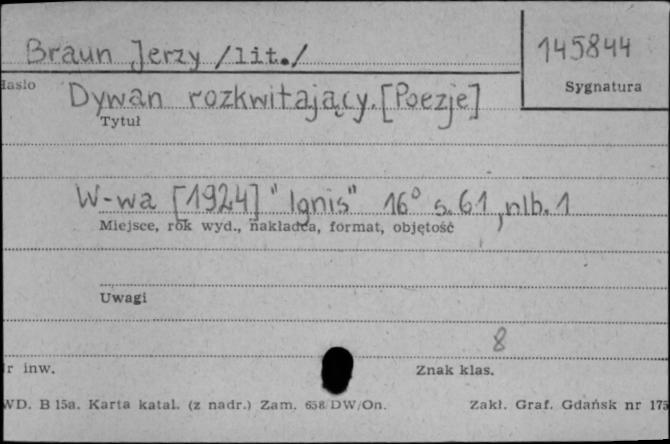 Braun Jerzy /lit./
145844
Hasło
Sygnatura
Dywan rozkwitający. [Poezje]
Tytuł
W-wa [1924] "Ignis" 16° s. 61, nlb. 1
Miejsce, rok wyd., nakładca, format, objętość
Uwagi
8
r inw.
Znak klas.
WD. B 15a. Karta katal. (z nadr.) Zam. 658/DW/On.
Zakł. Graf. Gdańsk nr 175